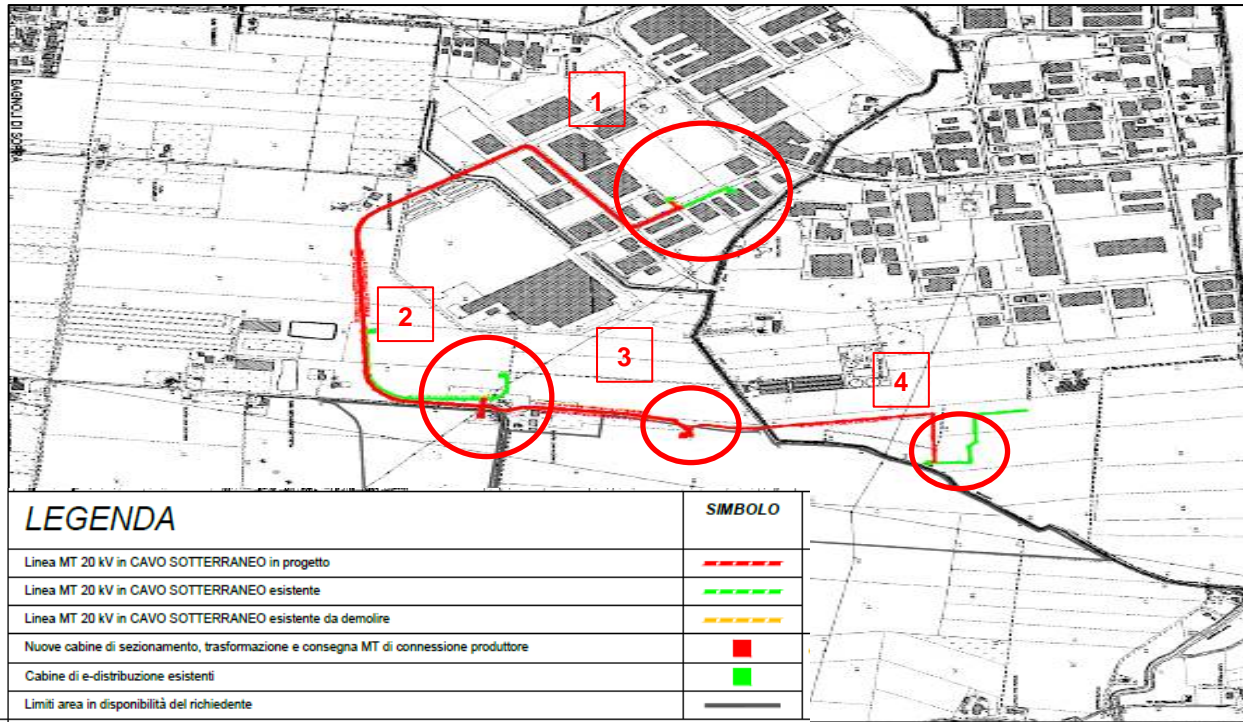 BAGNOLI DI SOPRA
1
2
3
4
LEGENDA
SIMBOLO
Linea MT 20 kV in CAVO SOTTERRANEO in progetto
Linea MT 20 kV in CAVO SOTTERRANEO esistente
Linea MT 20 kV in CAVO SOTTERRANEO esistente da demolire
Nuove cabine di sezionamento, trasformazione e consegna MT di connessione produttore
Cabine di e-distribuzione esistenti
Limiti area in disponibilità del richiedente